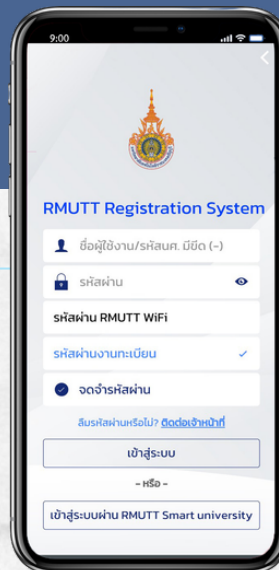 9:00
RMUTT Registration System
ชื่อผู้ใช้งาน/รหัสนศ. มีขีด (-)
รหัสผ่าน
รหัสผ่าน RMUTT WiFi
รหัสผ่านงานทะเบียน
จดจำรหัสผ่าน
ลืมรหัสผ่านหรือไม่? ติดต่อเจ้าหน้าที่
เข้าสู่ระบบ
- หรือ -
เข้าสู่ระบบผ่าน RMUTT Smart university